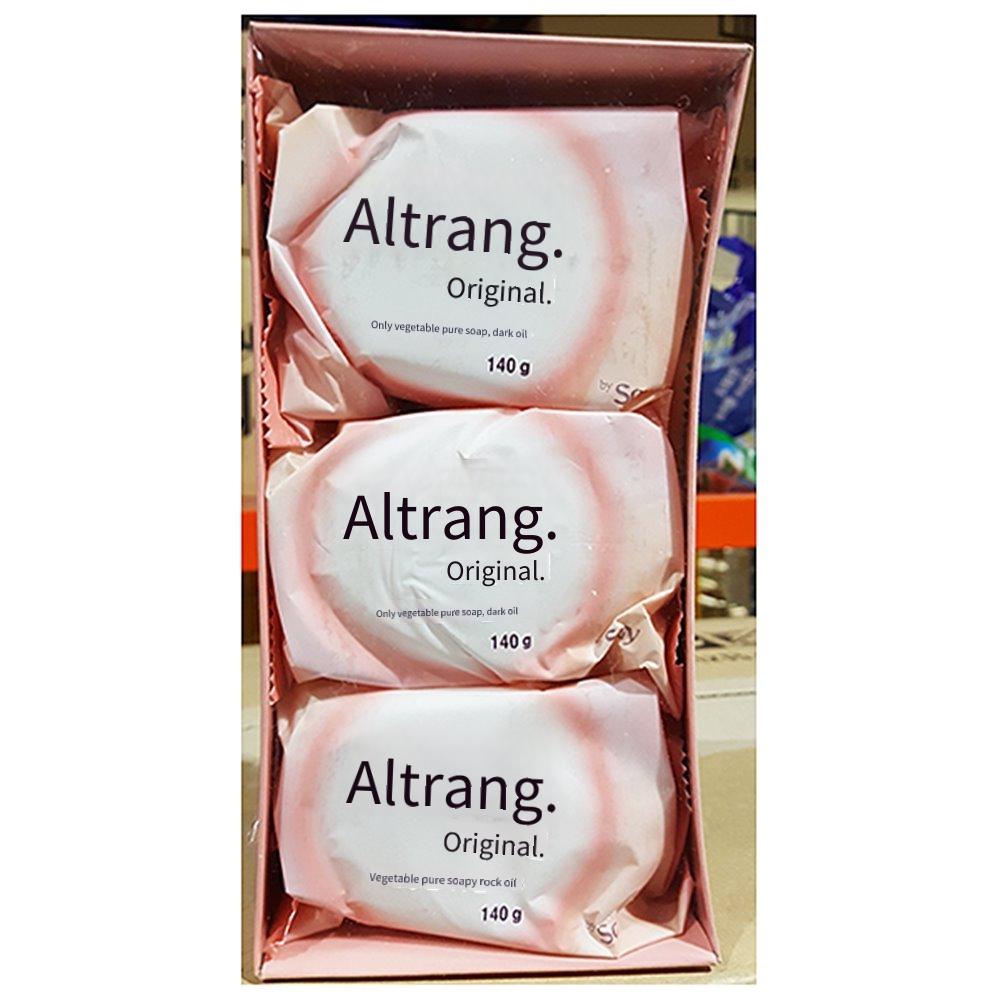 Altrang.
Original.
Only vegetable pure soap, dark oil
140 g
by
Altrang.
Original.
Only vegetable pure soap, dark oil
140 g
Altrang.
Original.
Vegetable pure soapy rock oil
140 g